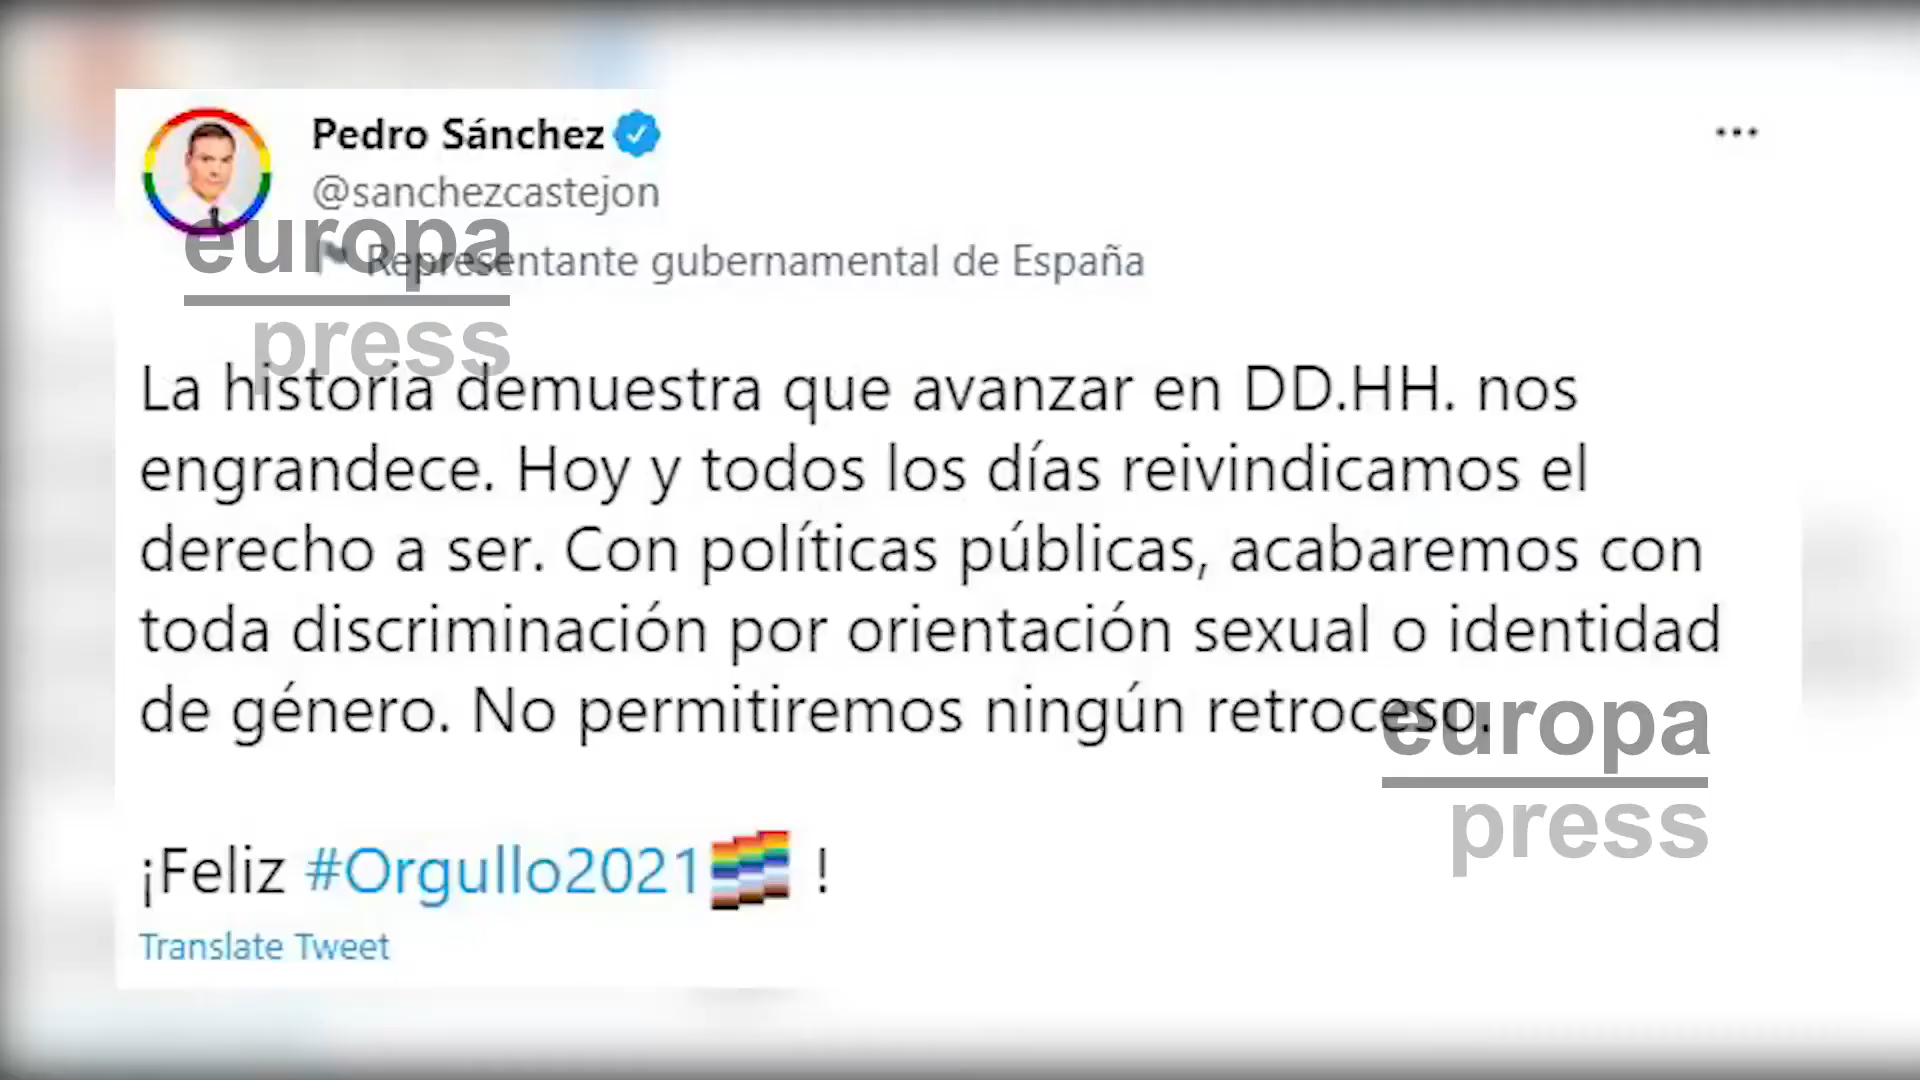 Pedro Sánchez
@sanchezcastejon
Representante gubernamental de España
europa
press
La historia demuestra que avanzar en DD.HH. nos
engrandece. Hoy y todos los días reivindicamos el
derecho a ser. Con políticas públicas, acabaremos con
toda discriminación por orientación sexual o identidad
de género. No permitiremos ningún retroceso.
europa
press
¡Feliz #Orgullo2021 !
Translate Tweet